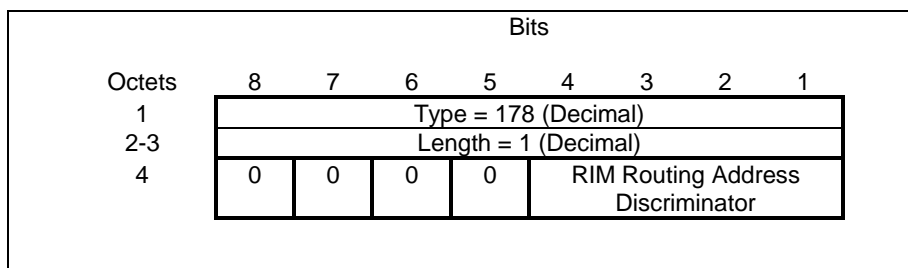 Bits
Octets 8 7 6 5 4 3 2 1
1 Type = 178 (Decimal)
2-3 Length = 1 (Decimal)
4 0 0 0 0 RIM Routing Address
Discriminator